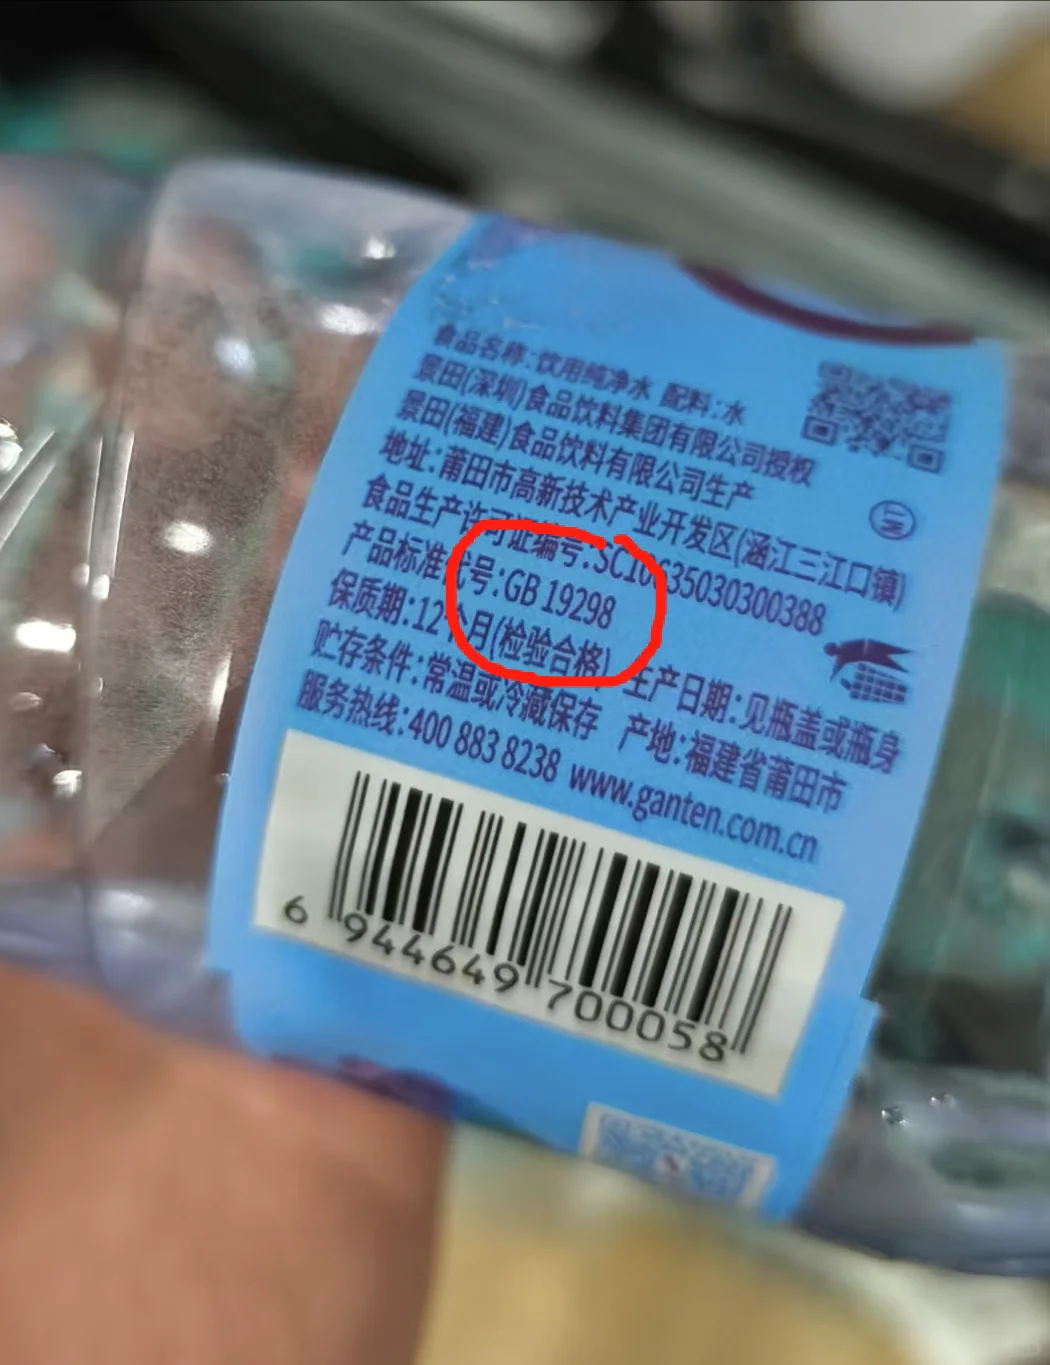 食品名称:饮用纯净水 配料:水
景田(深圳)食品饮料集团有限公司授权
景田(福建)食品饮料有限公司生产
地址:莆田市高新技术产业开发区(涵江三江口镇)
食品生产许可证编号:SC10635030300388
产品标准代号:GB 19298
保质期:12个月(检验合格) 生产日期:见瓶盖或瓶身
贮存条件:常温或冷藏保存 产地:福建省莆田市
服务热线:400 883 8238 www.ganten.com.cn
6 944649 700058